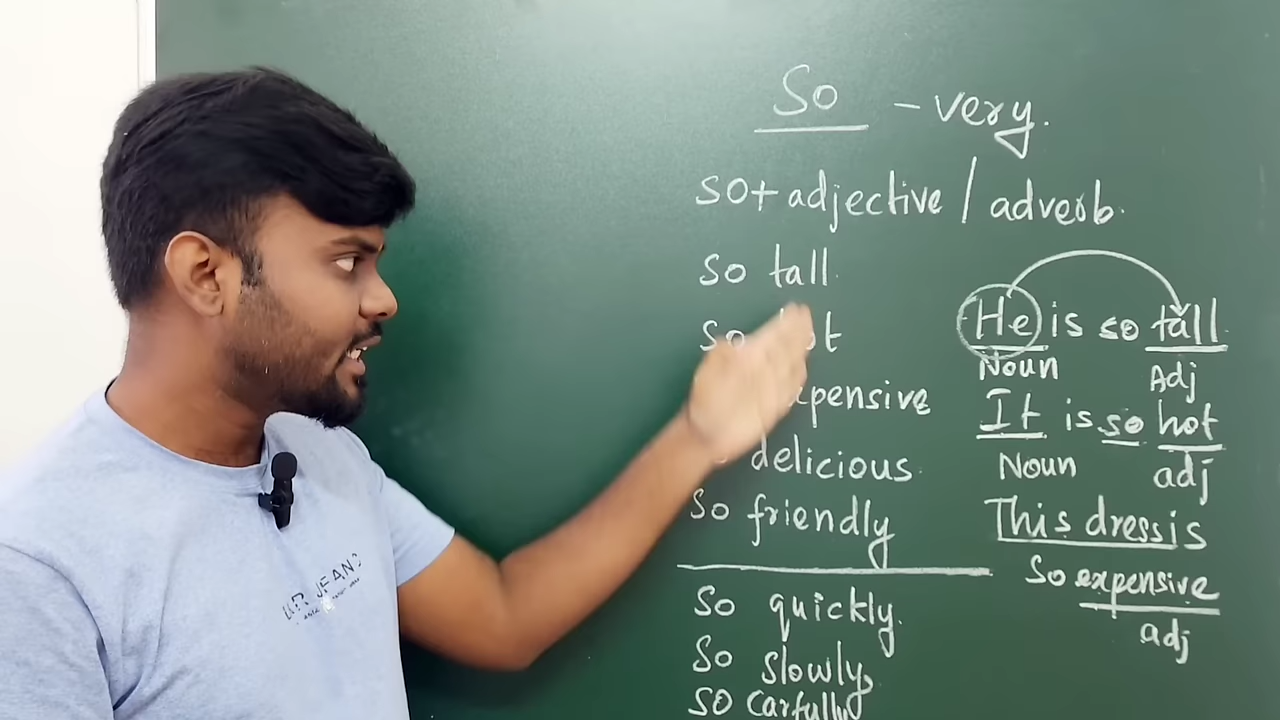 So - very.
so+ adjective / adverb.
so tall.
so
expensive
delicious.
so friendly
so quickly.
so slowly,
so carfully
He is so tall.
Noun Adj
It is so hot
Noun adj
This dress is
so expensive
adj